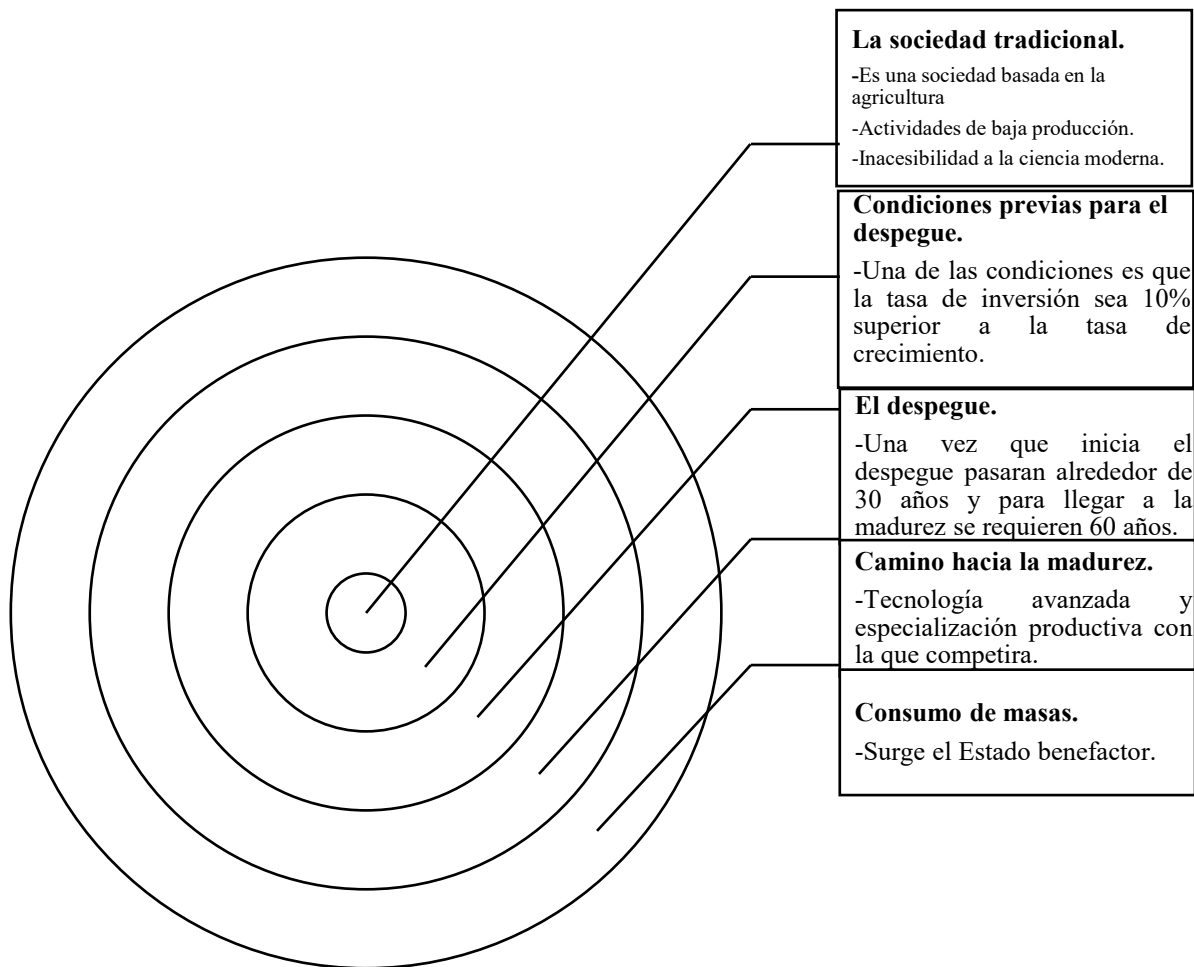 La sociedad tradicional.
-Es una sociedad basada en la
agricultura
-Actividades de baja producción.
-Inacesibilidad a la ciencia moderna.
Condiciones previas para el
despegue.
-Una de las condiciones es que
la tasa de inversión sea 10%
superior a la tasa de
crecimiento.
El despegue.
-Una vez que inicia el
despegue pasaran alrededor de
30 años y para llegar a la
madurez se requieren 60 años.
Camino hacia la madurez.
-Tecnología avanzada y
especialización productiva con
la que competira.
Consumo de masas.
-Surge el Estado benefactor.